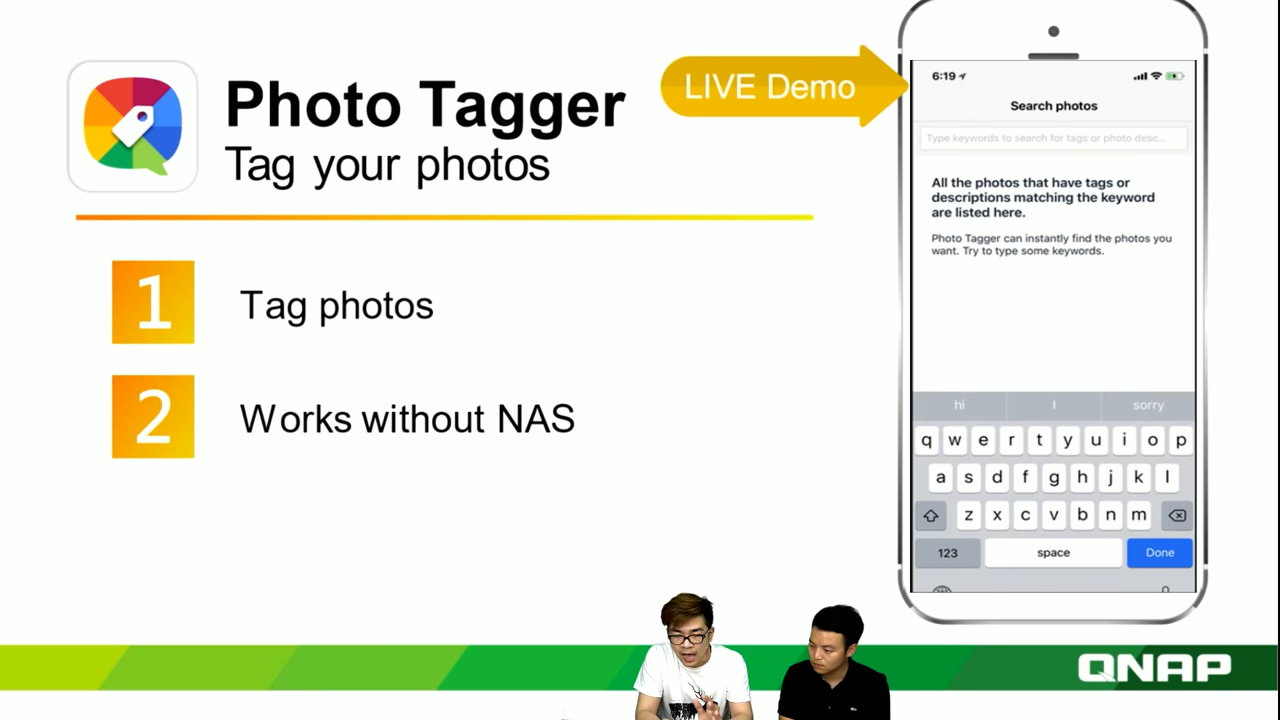 Photo Tagger
Tag your photos
LIVE Demo
1
Tag photos
2
Works without NAS
6:19
Search photos
Type keywords to search for tags or photo desc...
All the photos that have tags or
descriptions matching the keyword
are listed here.
Photo Tagger can instantly find the photos you
want. Try to type some keywords.
hi I sorry
q w e r t y u i o p
a s d f g h j k l
z x c v b n m
123 space Done
QNAP